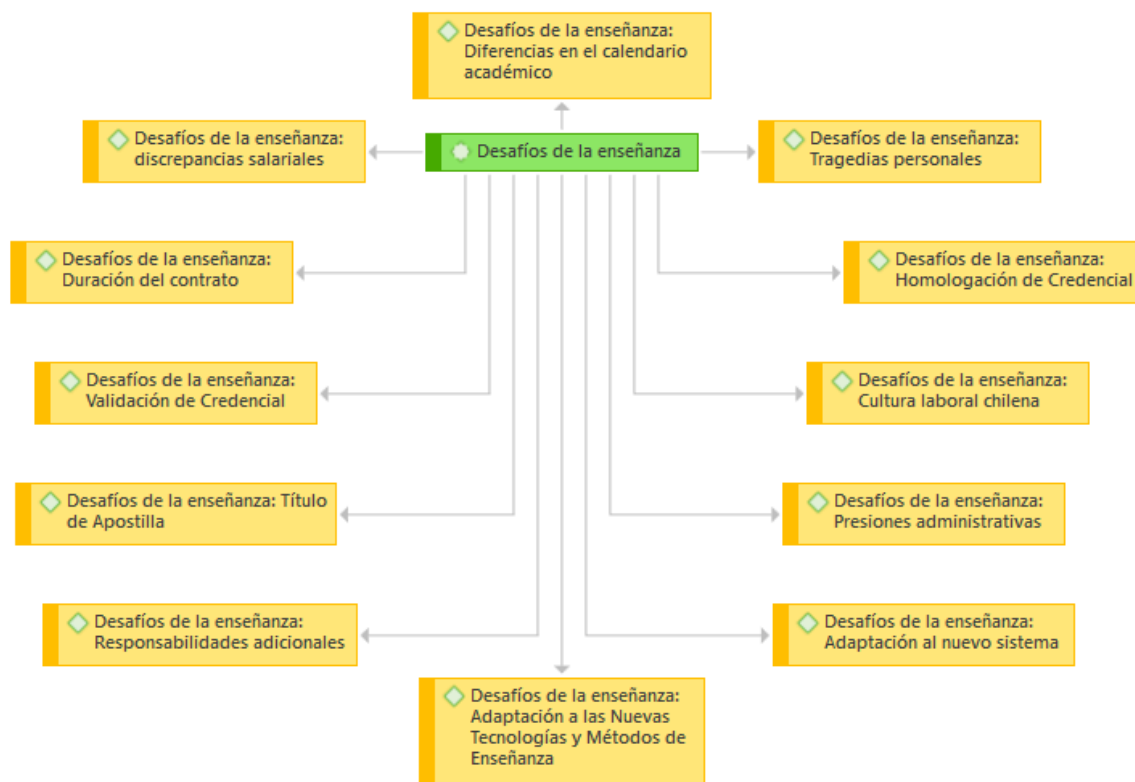 Desafíos de la enseñanza:
Diferencias en el calendario
académico
Desafíos de la enseñanza:
discrepancias salariales
Desafíos de la enseñanza
Desafíos de la enseñanza:
Tragedias personales
Desafíos de la enseñanza:
Duración del contrato
Desafíos de la enseñanza:
Homologación de Credencial
Desafíos de la enseñanza:
Validación de Credencial
Desafíos de la enseñanza:
Cultura laboral chilena
Desafíos de la enseñanza: Título
de Apostilla
Desafíos de la enseñanza:
Presiones administrativas
Desafíos de la enseñanza:
Responsabilidades adicionales
Desafíos de la enseñanza:
Adaptación al nuevo sistema
Desafíos de la enseñanza:
Adaptación a las Nuevas
Tecnologías y Métodos de
Enseñanza